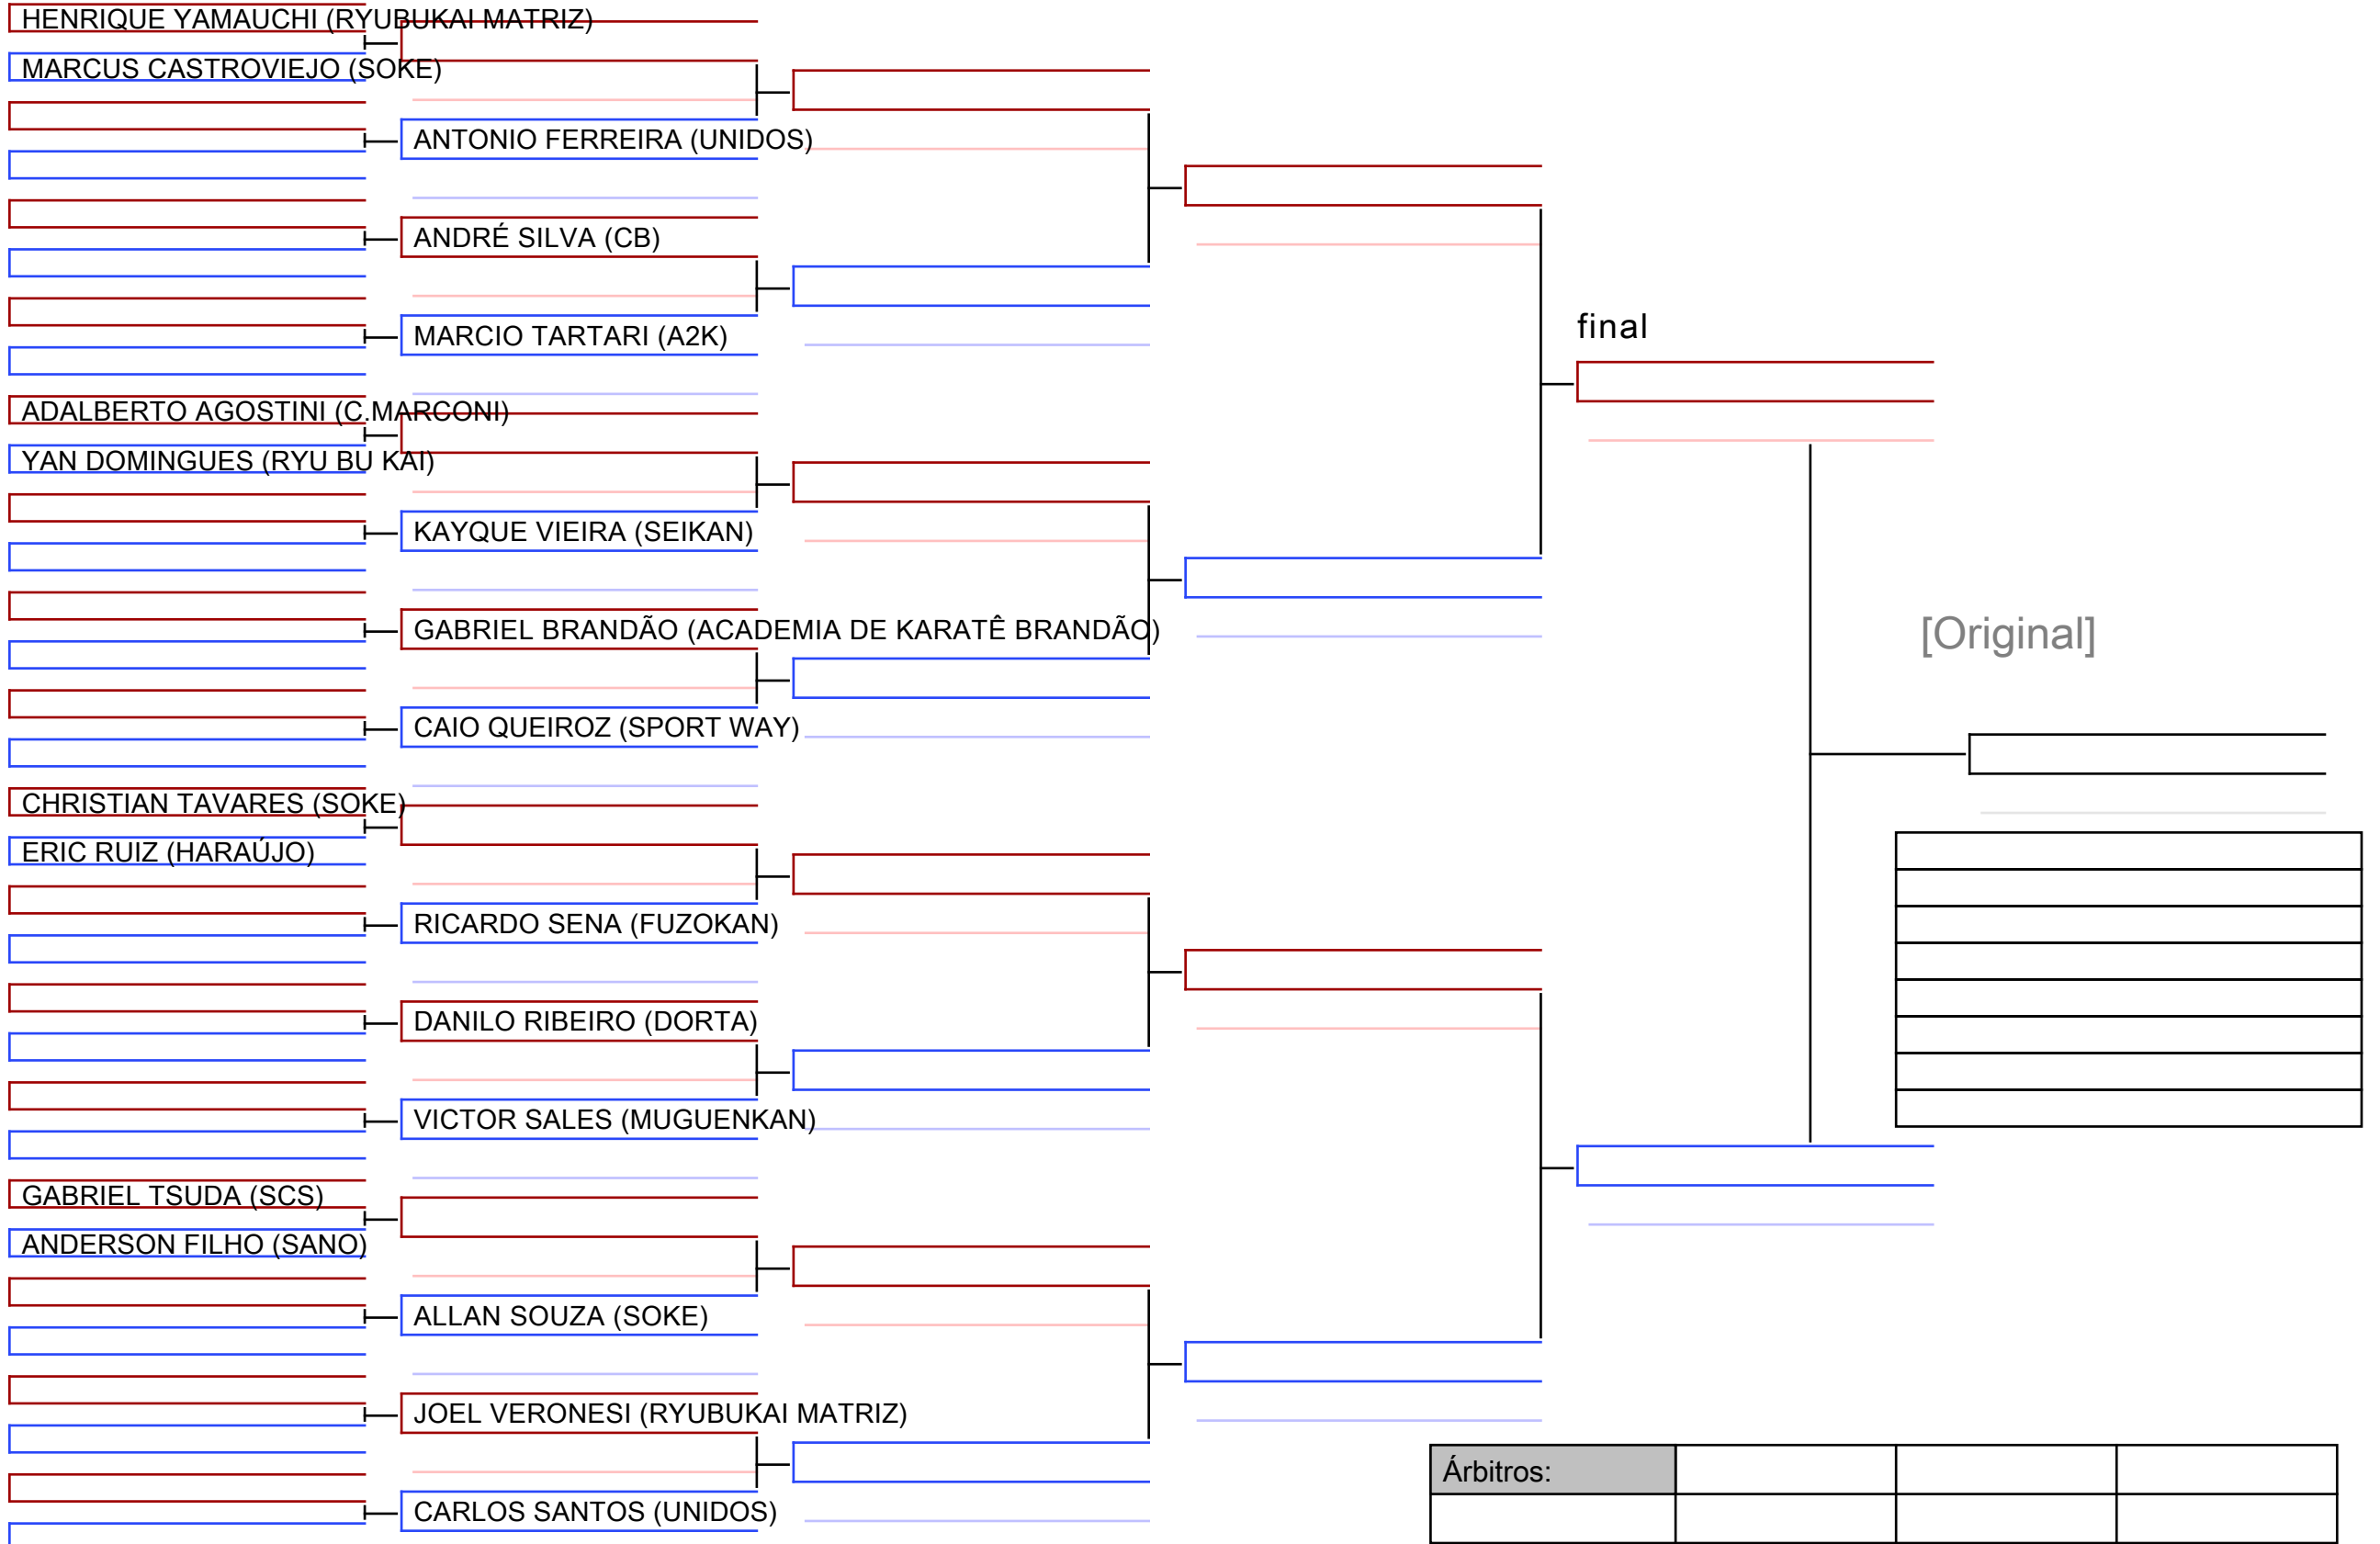 HENRIQUE YAMAUCHI (RYUBUKAI MATRIZ)
MARCUS CASTROVIEJO (SOKE)
ANTONIO FERREIRA (UNIDOS)
ANDRÉ SILVA (CB)
MARCIO TARTARI (A2K)
ADALBERTO AGOSTINI (C.MARCONI)
YAN DOMINGUES (RYU BU KAI)
KAYQUE VIEIRA (SEIKAN)
GABRIEL BRANDÃO (ACADEMIA DE KARATÊ BRANDÃO)
CAIO QUEIROZ (SPORT WAY)
CHRISTIAN TAVARES (SOKE)
ERIC RUIZ (HARAÚJO)
RICARDO SENA (FUZOKAN)
DANILO RIBEIRO (DORTA)
VICTOR SALES (MUGUENKAN)
GABRIEL TSUDA (SCS)
ANDERSON FILHO (SANO)
ALLAN SOUZA (SOKE)
JOEL VERONESI (RYUBUKAI MATRIZ)
CARLOS SANTOS (UNIDOS)
final
[Original]
Árbitros: